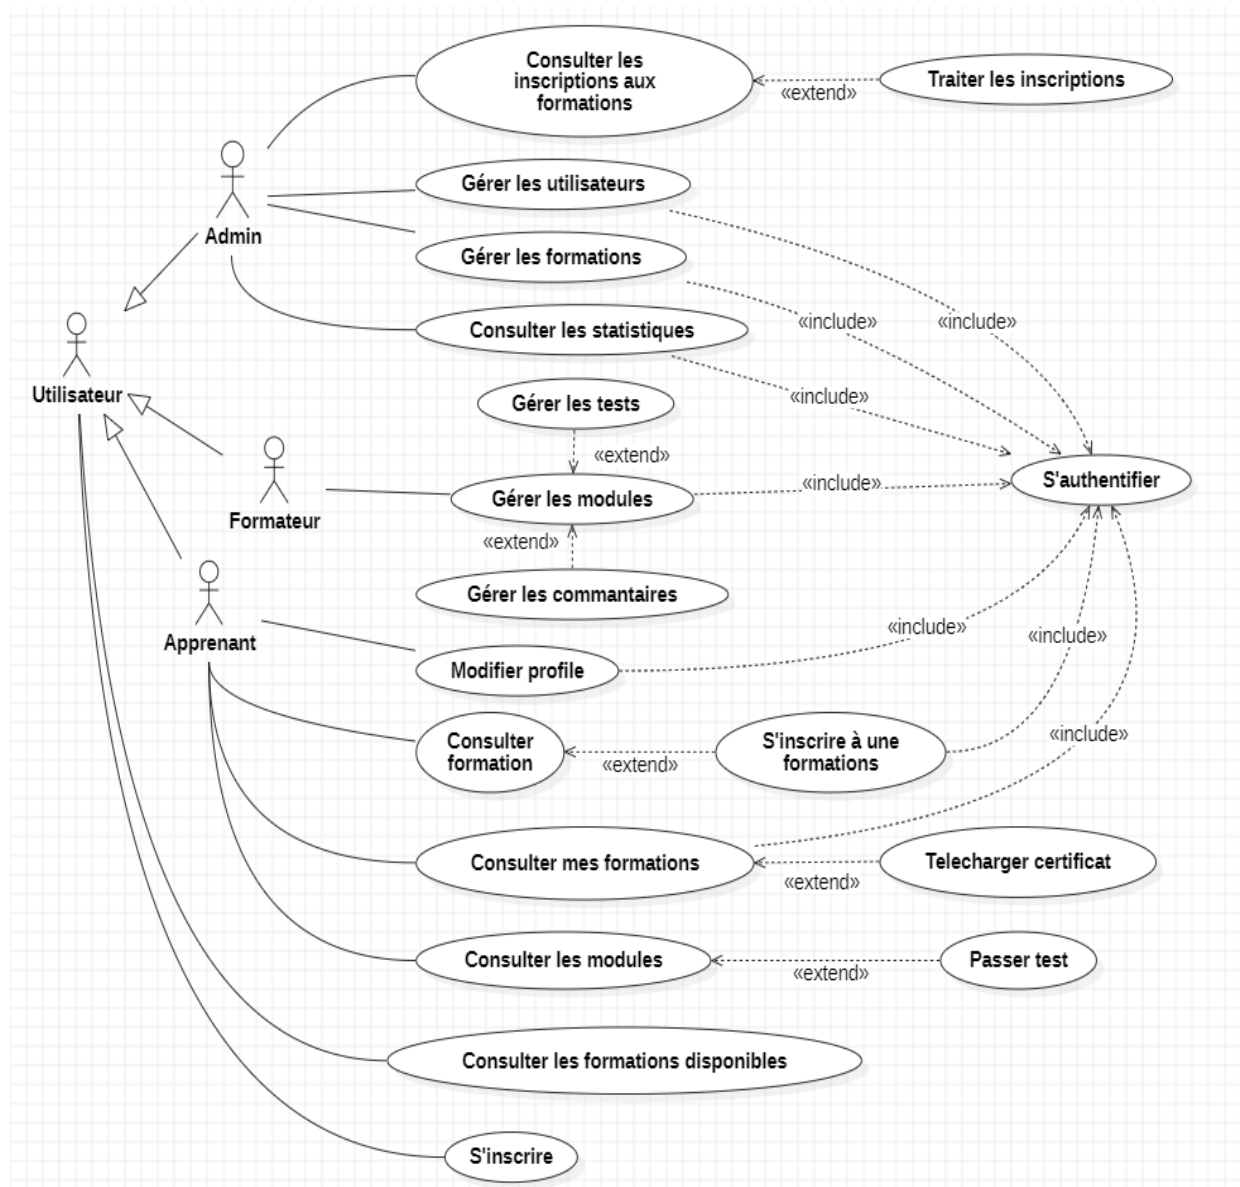 Consulter les
inscriptions aux
formations
«extend»
Traiter les inscriptions
Admin
Gérer les utilisateurs
Gérer les formations
Consulter les statistiques
«include»
«include»
«include»
Utilisateur
Gérer les tests
«extend»
Formateur
Gérer les modules
«include»
S'authentifier
«extend»
Gérer les commantaires
Apprenant
Modifier profile
«include»
«include»
Consulter
formation
«extend»
S'inscrire à une
formations
«include»
Consulter mes formations
«extend»
Telecharger certificat
Consulter les modules
«extend»
Passer test
Consulter les formations disponibles
S'inscrire